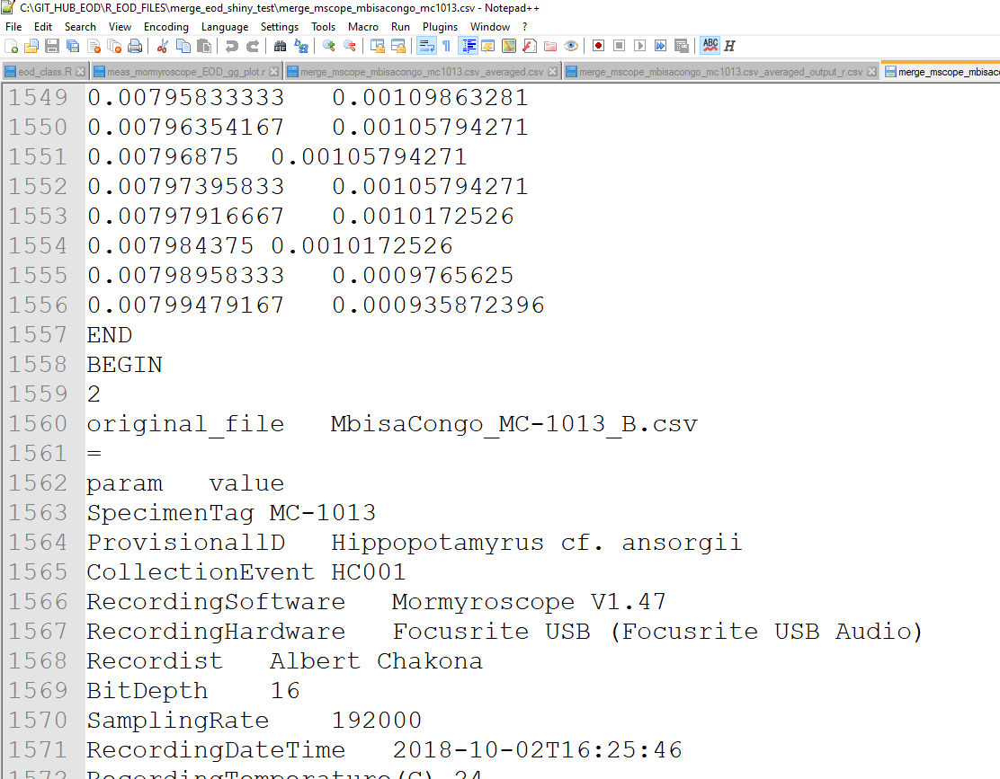 C:\GIT_HUB_EOD\R_EOD_FILES\merge_eod_shiny_test\merge_mscope_mbisacongo_mc1013.csv - Notepad++
File Edit Search View Encoding Language Settings Tools Macro Run Plugins Window ?
ABC H
eod_class.R meas_mormyroscope_EOD_gg_plot.r merge_mscope_mbisacongo_mc1013.csv_averaged.csv merge_mscope_mbisacongo_mc1013.csv_averaged_output_r.csv merge_mscope_mbisaco
1549 0.00795833333 0.00109863281
1550 0.00796354167 0.00105794271
1551 0.00796875 0.00105794271
1552 0.00797395833 0.00105794271
1553 0.00797916667 0.0010172526
1554 0.007984375 0.0010172526
1555 0.00798958333 0.0009765625
1556 0.00799479167 0.000935872396
1557 END
1558 BEGIN
1559 2
1560 original_file MbisaCongo_MC-1013_B.csv
1561 =
1562 param value
1563 SpecimenTag MC-1013
1564 ProvisionalID Hippopotamyrus cf. ansorgii
1565 CollectionEvent HC001
1566 RecordingSoftware Mormyroscope V1.47
1567 RecordingHardware Focusrite USB (Focusrite USB Audio)
1568 Recordist Albert Chakona
1569 BitDepth 16
1570 SamplingRate 192000
1571 RecordingDateTime 2018-10-02T16:25:46
1572 RecordingTemperature(C) 24